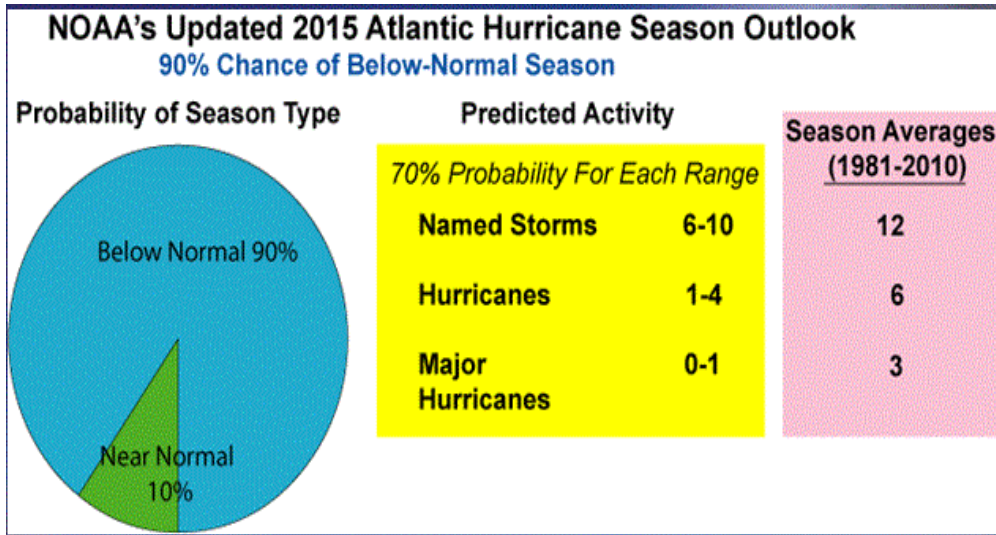 NOAA's Updated 2015 Atlantic Hurricane Season Outlook
90% Chance of Below-Normal Season
Probability of Season Type
Below Normal 90%
Near Normal
10%
Predicted Activity
70% Probability For Each Range
Named Storms 6-10
Hurricanes 1-4
Major 0-1
Hurricanes
Season Averages
(1981-2010)
12
6
3